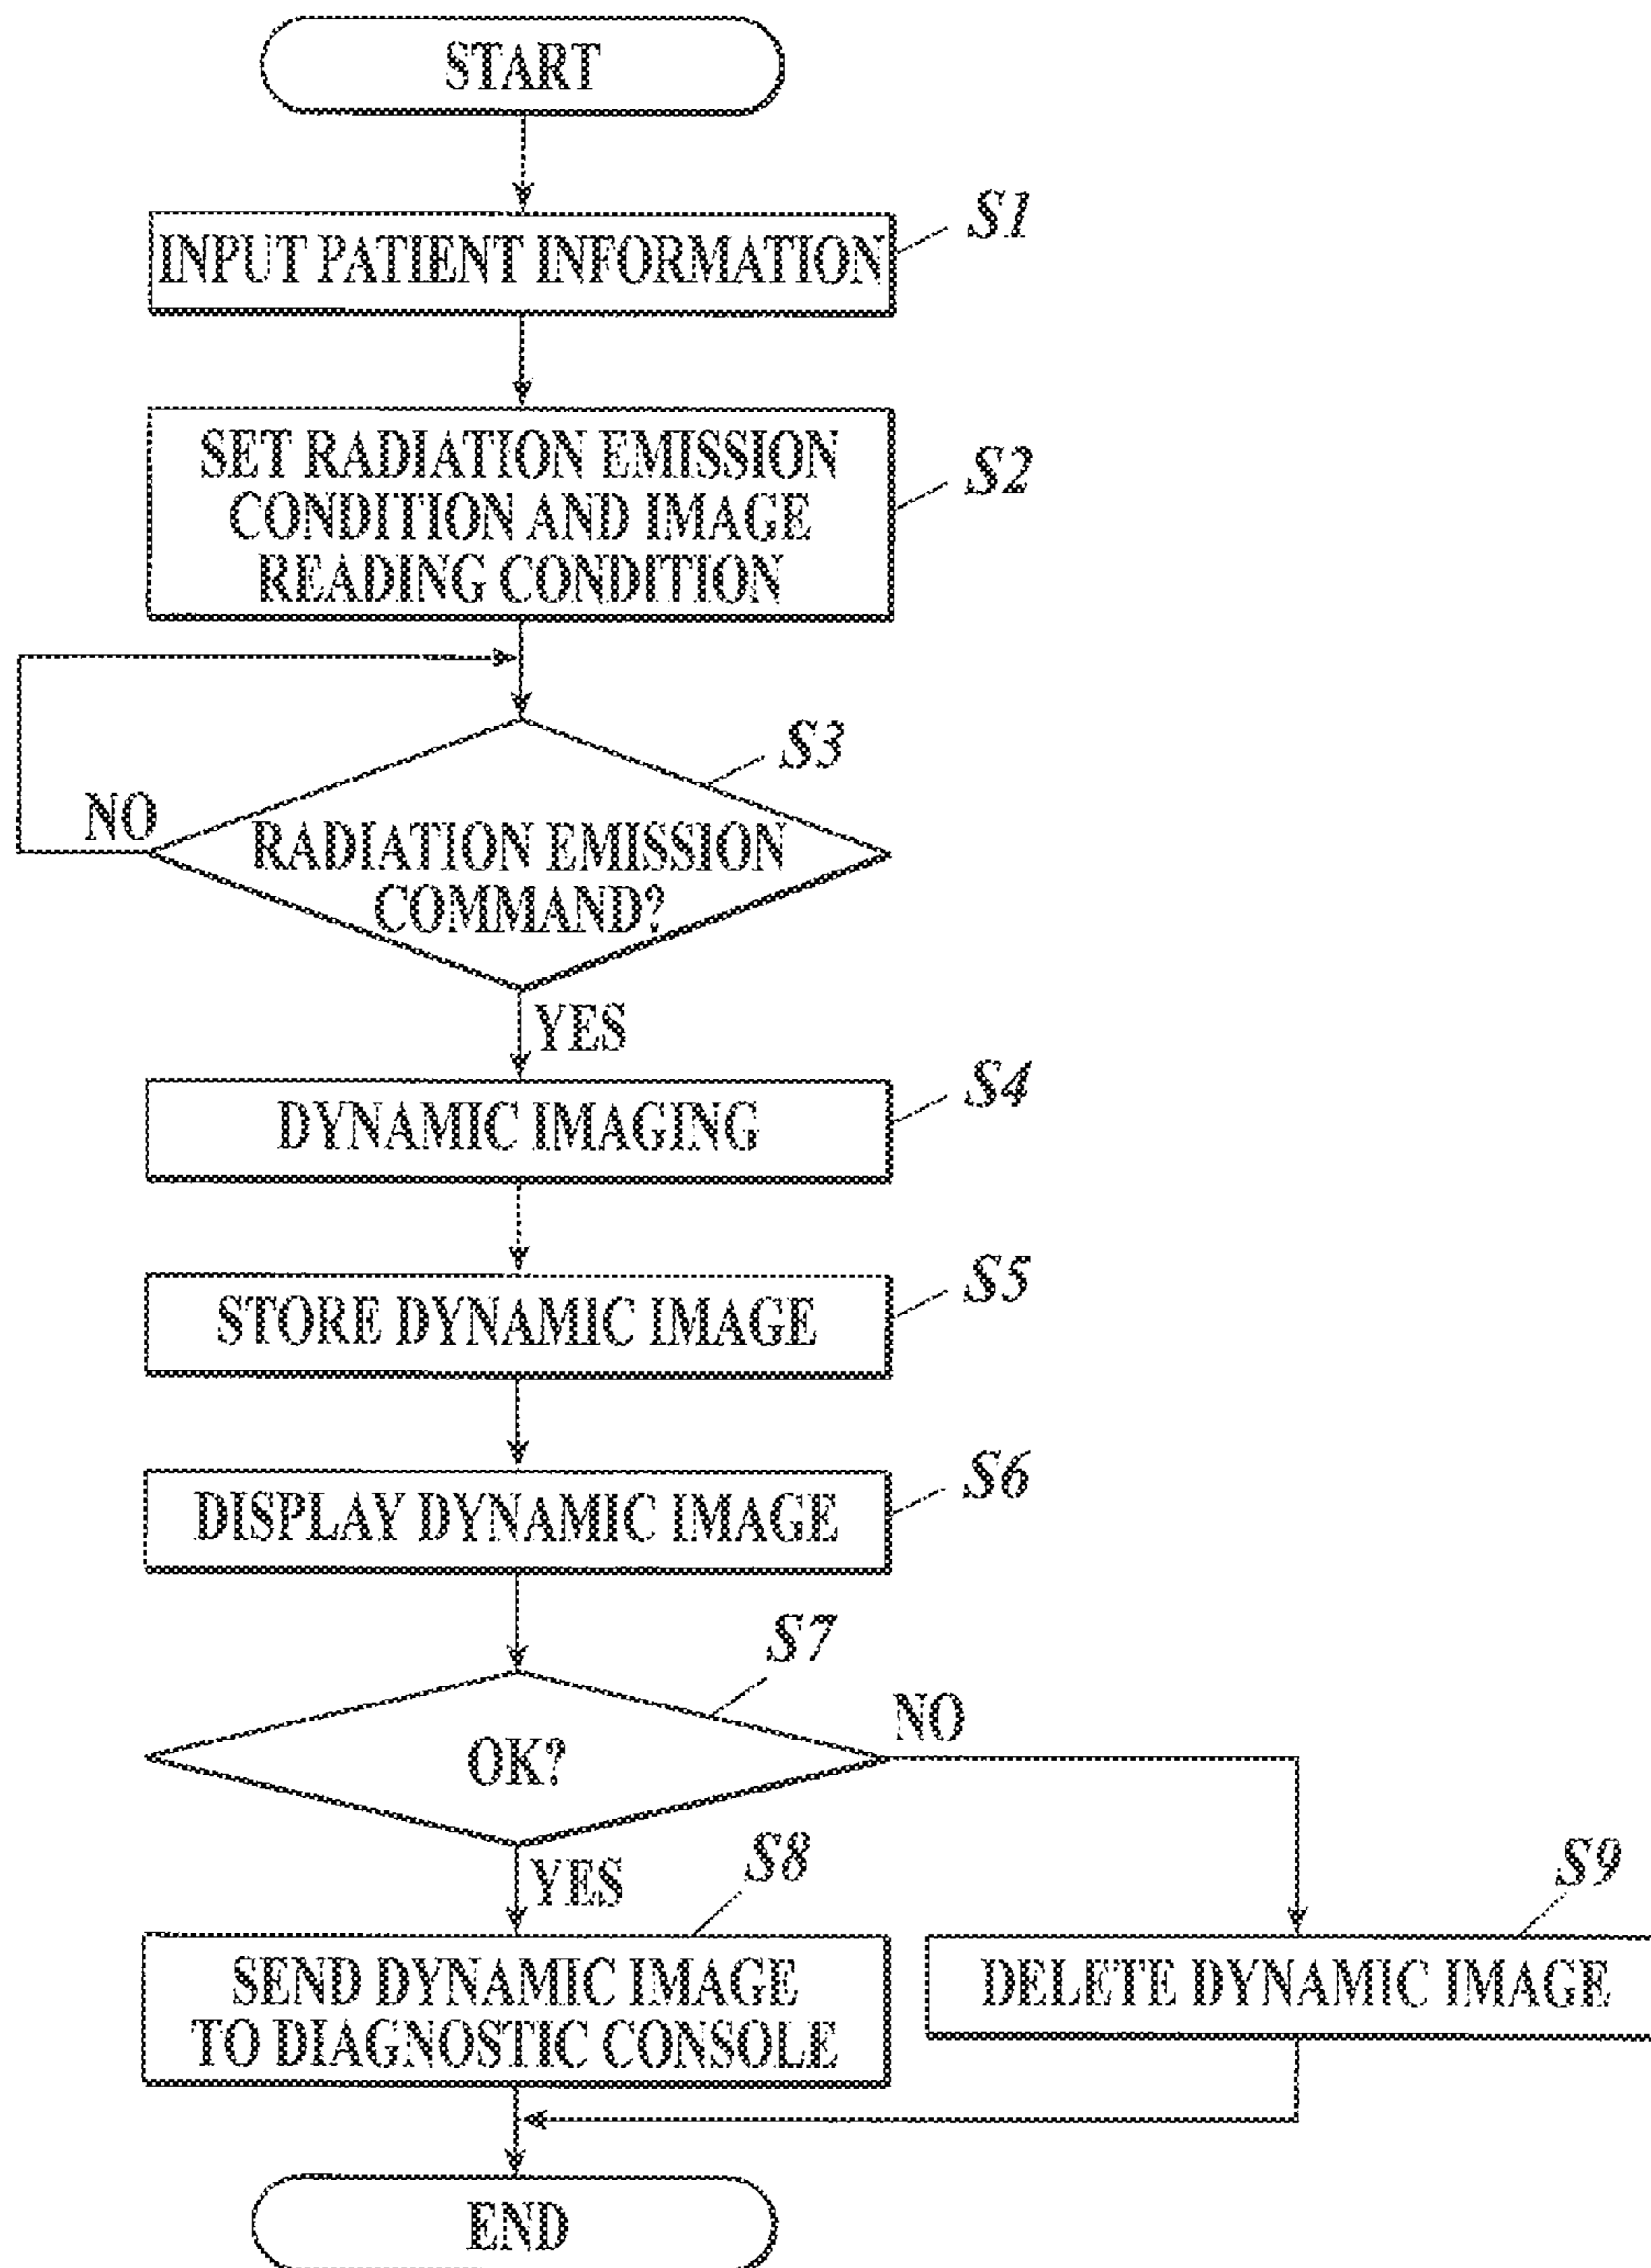 START
INPUT PATIENT INFORMATION
S1
SET RADIATION EMISSION
CONDITION AND IMAGE
READING CONDITION
S2
S3
NO
RADIATION EMISSION
COMMAND?
YES
DYNAMIC IMAGING
S4
STORE DYNAMIC IMAGE
S5
DISPLAY DYNAMIC IMAGE
S6
S7
OK?
NO
YES
S8
SEND DYNAMIC IMAGE
TO DIAGNOSTIC CONSOLE
S9
DELETE DYNAMIC IMAGE
END